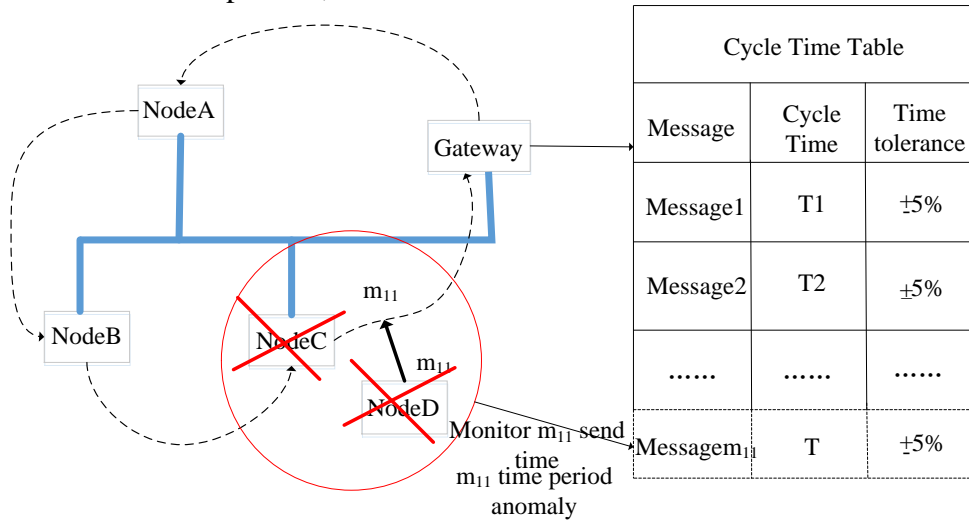 NodeA
Gateway
NodeB
NodeC
m₁₁
m₁₁
NodeD
Monitor m₁₁ send
time
m₁₁ time period
anomaly
Cycle Time Table
Message
Cycle
Time
Time
tolerance
Message1
T1
±5%
Message2
T2
±5%
......
......
......
Messagem₁₁
T
±5%